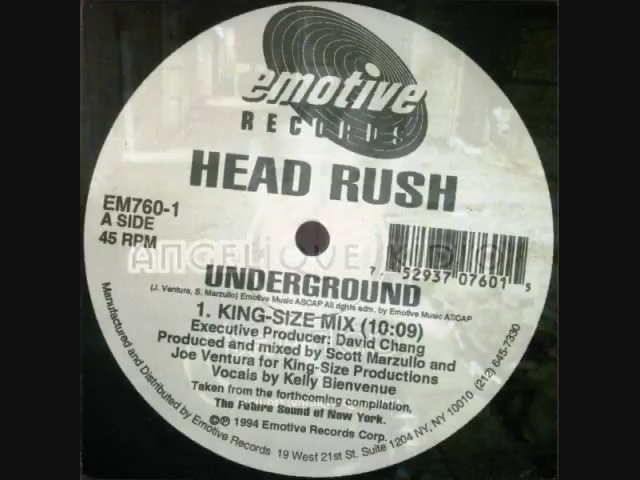 emotive
RECORDS
HEAD RUSH
EM760-1
A SIDE
45 RPM
ANGELIQUE KIDJO
7 52937 07601 5
UNDERGROUND
(J. Ventura, S. Marzullo) Emotive Music ASCAP All rights adm. by Emotive Music ASCAP
1. KING-SIZE MIX (10:09)
Executive Producer: David Chang
Produced and mixed by Scott Marzullo and
Joe Ventura for King-Size Productions
Vocals by Kelly Bienvenue
Taken from the forthcoming compilation,
The Future Sound of New York.
©℗ 1994 Emotive Records Corp.
Manufactured and Distributed by Emotive Records 19 West 21st St. Suite 1204 NY, NY 10010 (212) 645-7330